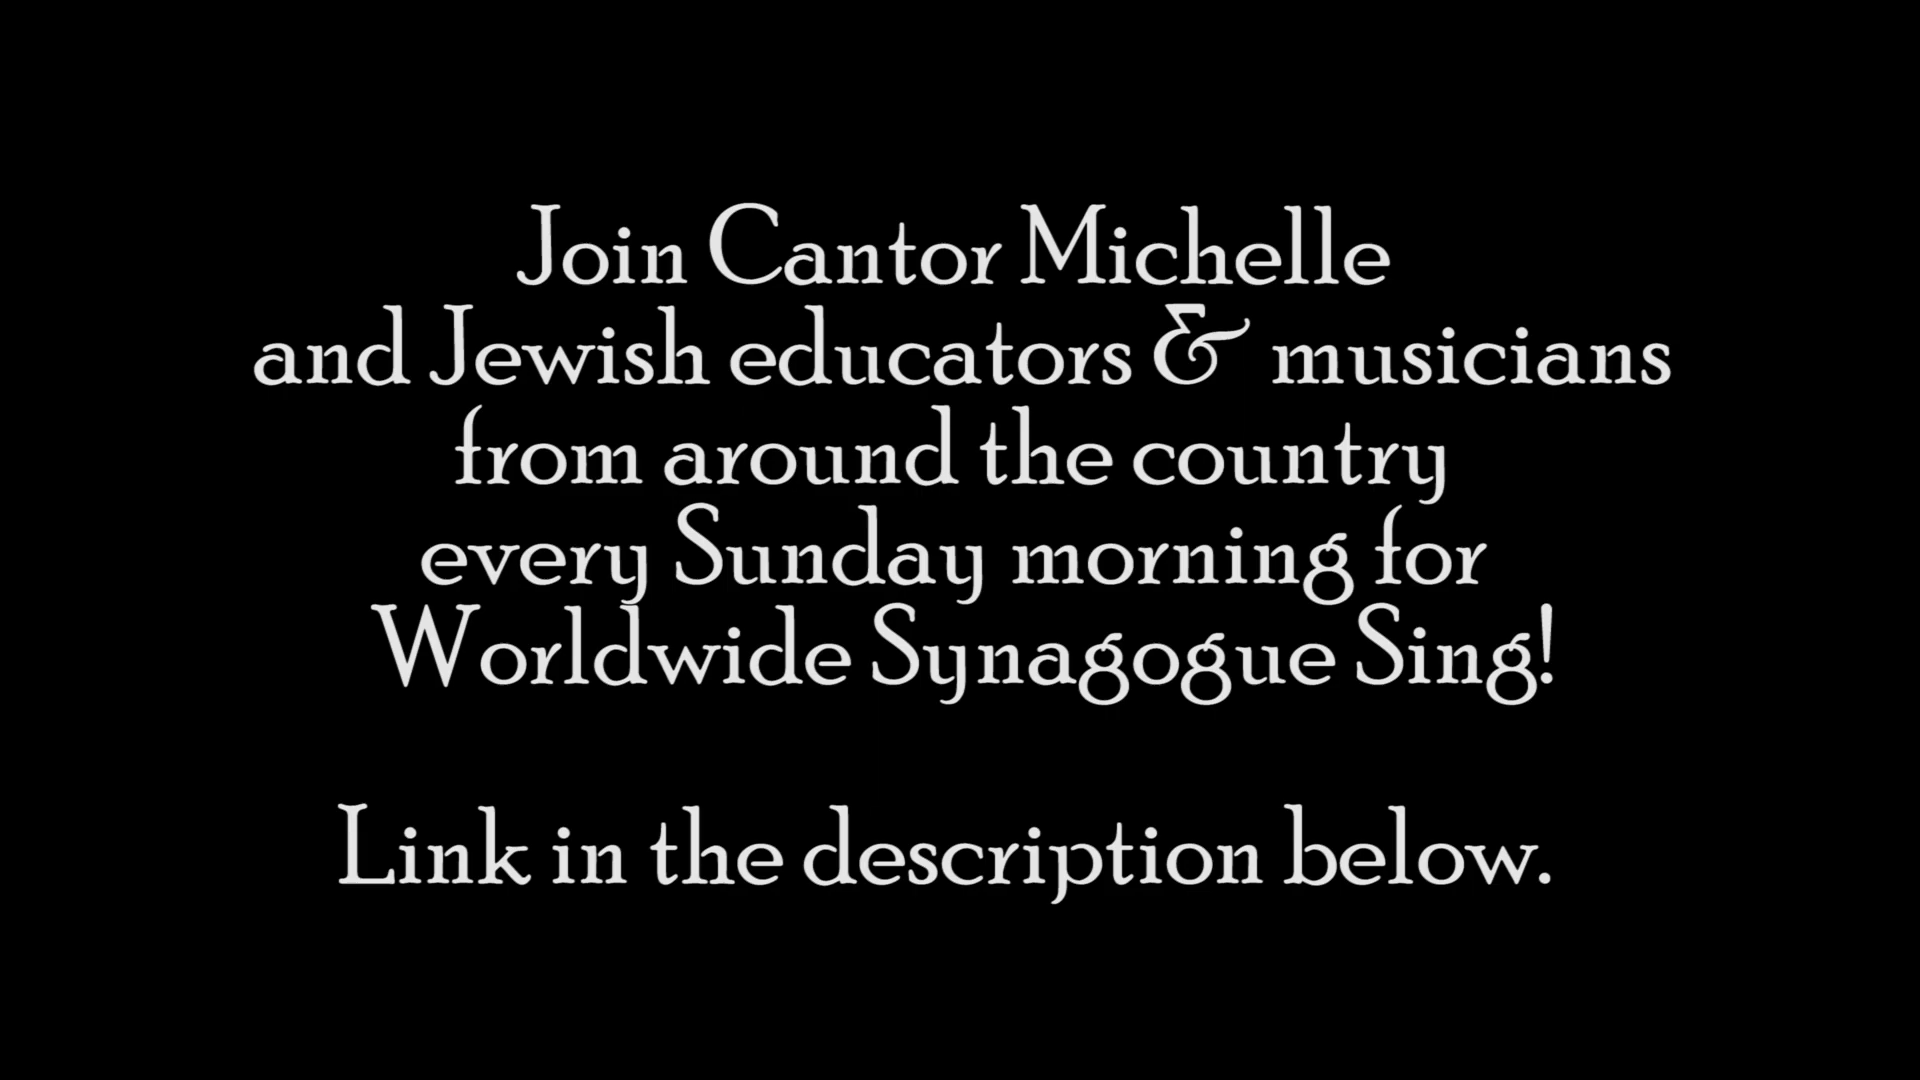 Join Cantor Michelle
and Jewish educators & musicians
from around the country
every Sunday morning for
Worldwide Synagogue Sing!
Link in the description below.